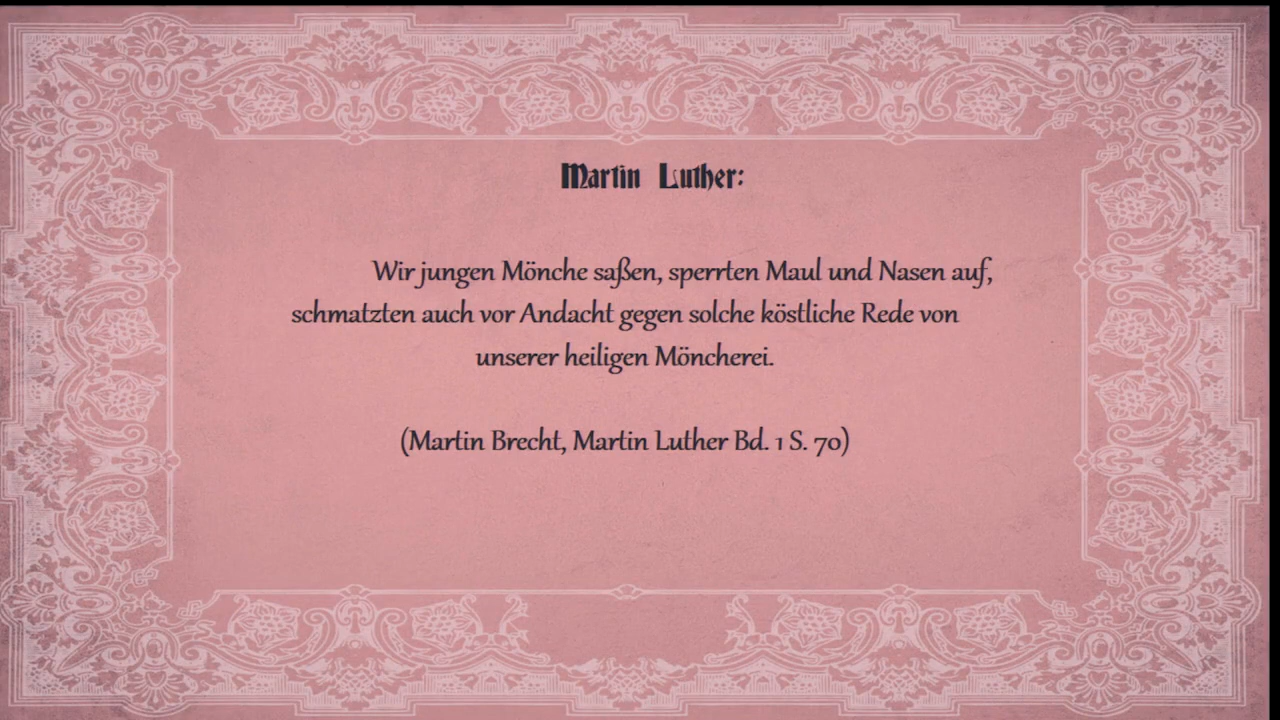 Martin Luther:
Wir jungen Mönche saßen, sperrten Maul und Nasen auf,
schmatzten auch vor Andacht gegen solche köstliche Rede von
unserer heiligen Möncherei.
(Martin Brecht, Martin Luther Bd. 1 S. 70)